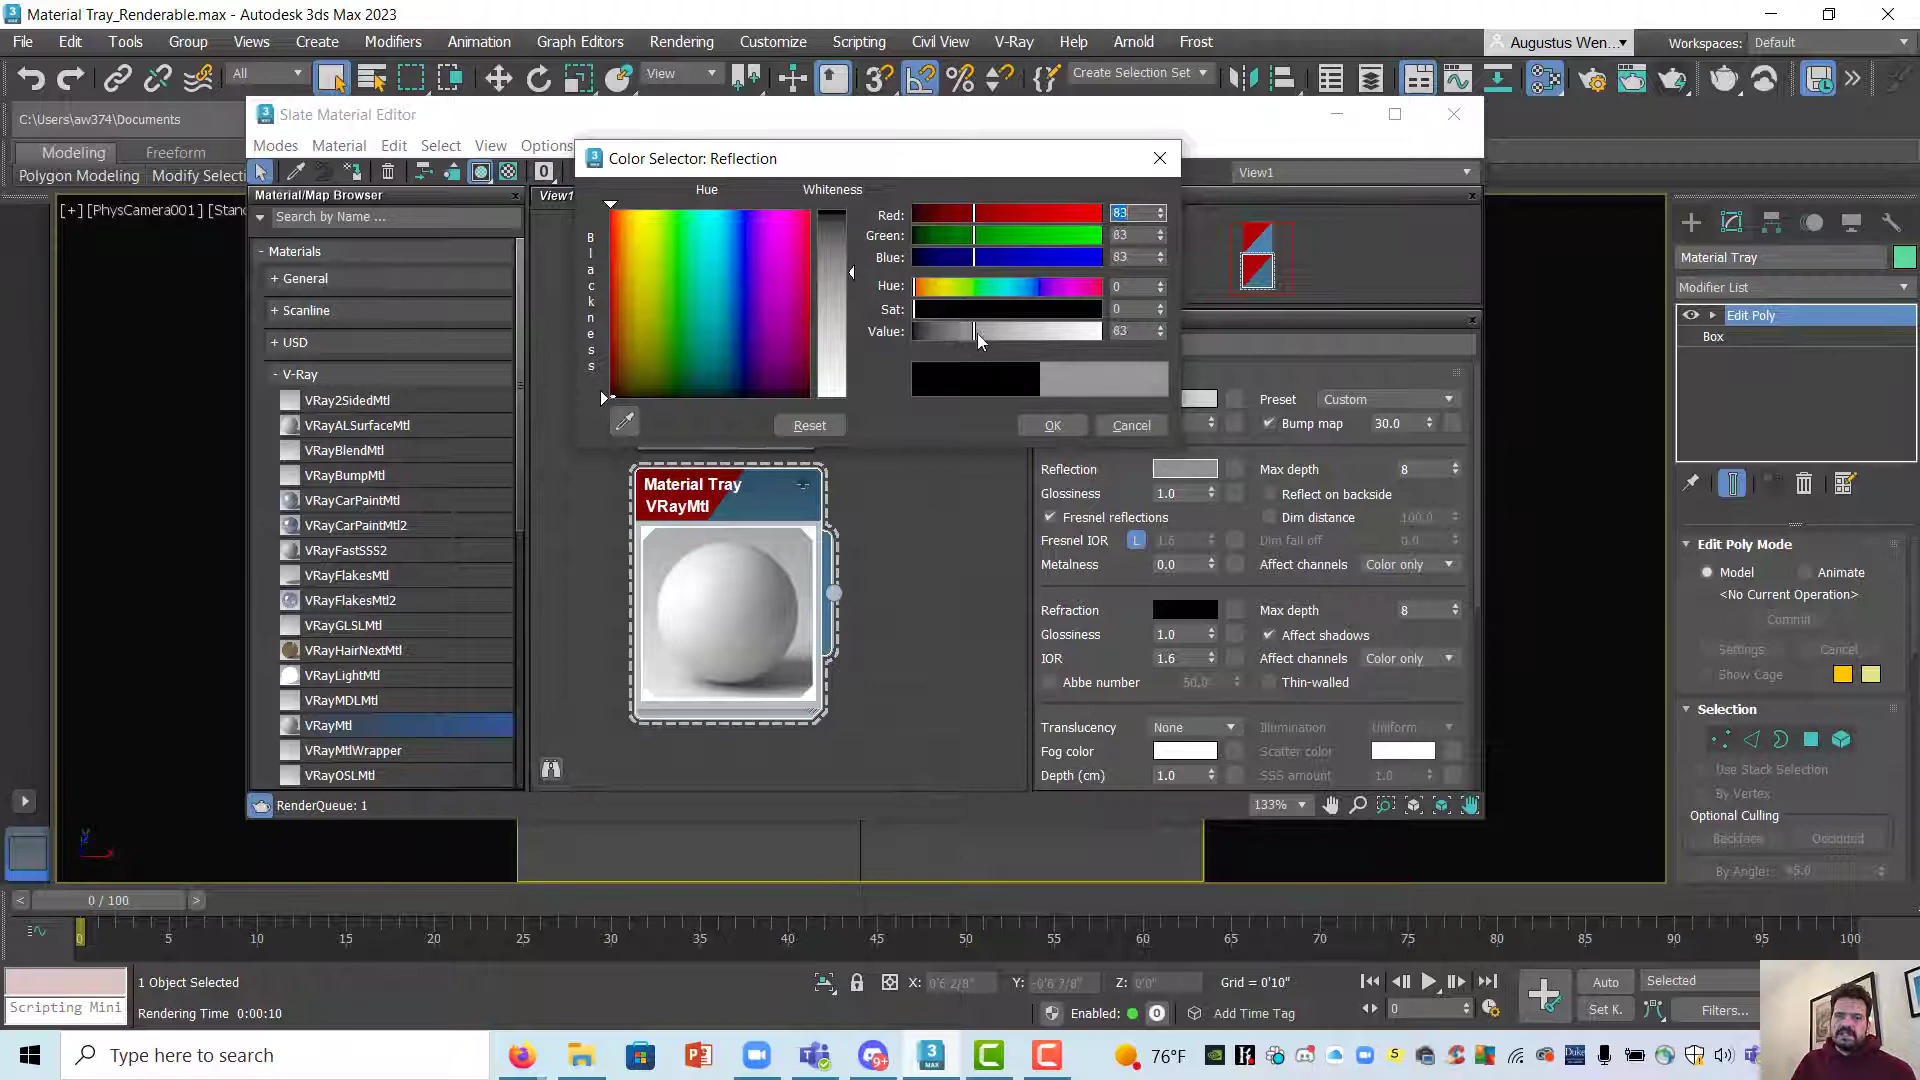 Material Tray_Renderable.max - Autodesk 3ds Max 2023
File Edit Tools Group Views Create Modifiers Animation Graph Editors Rendering Customize Scripting Civil View V-Ray Help Arnold Frost
Augustus Wen...
Workspaces: Default
All
View
Create Selection Set
C:\Users\aw374\Documents
Modeling Freeform
Polygon Modeling Modify Selecti
Slate Material Editor
Modes Material Edit Select View Options
Material/Map Browser
Search by Name ...
- Materials
+ General
+ Scanline
+ USD
- V-Ray
VRay2SidedMtl
VRayALSurfaceMtl
VRayBlendMtl
VRayBumpMtl
VRayCarPaintMtl
VRayCarPaintMtl2
VRayFastSSS2
VRayFlakesMtl
VRayFlakesMtl2
VRayGLSLMtl
VRayHairNextMtl
VRayLightMtl
VRayMDLMtl
VRayMtl
VRayMtlWrapper
VRayOSLMtl
RenderQueue: 1
[+] [PhysCamera001] [Stand
View1
View1
Color Selector: Reflection
Hue Whiteness
Blackness
Red: 83
Green: 83
Blue: 83
Hue: 0
Sat: 0
Value: 83
Reset
OK
Cancel
Material Tray
VRayMtl
Preset Custom
Bump map 30.0
Reflection Max depth 8
Glossiness 1.0 Reflect on backside
Fresnel reflections Dim distance 100.0
Fresnel IOR L 1.6 Dim fall off 0.0
Metalness 0.0 Affect channels Color only
Refraction Max depth 8
Glossiness 1.0 Affect shadows
IOR 1.6 Affect channels Color only
Abbe number 50.0 Thin-walled
Translucency None Illumination Uniform
Fog color Scatter color
Depth (cm) 1.0 SSS amount 1.0
133%
Material Tray
Modifier List
Edit Poly
Box
Edit Poly Mode
Model Animate
<No Current Operation>
Commit
Settings Cancel
Show Cage
Selection
Use Stack Selection
By Vertex
Optional Culling
Backface Occluded
By Angle: 45.0
< 0 / 100 >
0 5 10 15 20 25 30 35 40 45 50 55 60 65 70 75 80 85 90 95 100
1 Object Selected
Scripting Mini
Rendering Time 0:00:10
X: 0'6 2/8" Y: -0'6 7/8" Z: 0'0" Grid = 0'10"
Enabled: 0 Add Time Tag
0
Auto Selected
Set K. Filters...
Type here to search
76°F